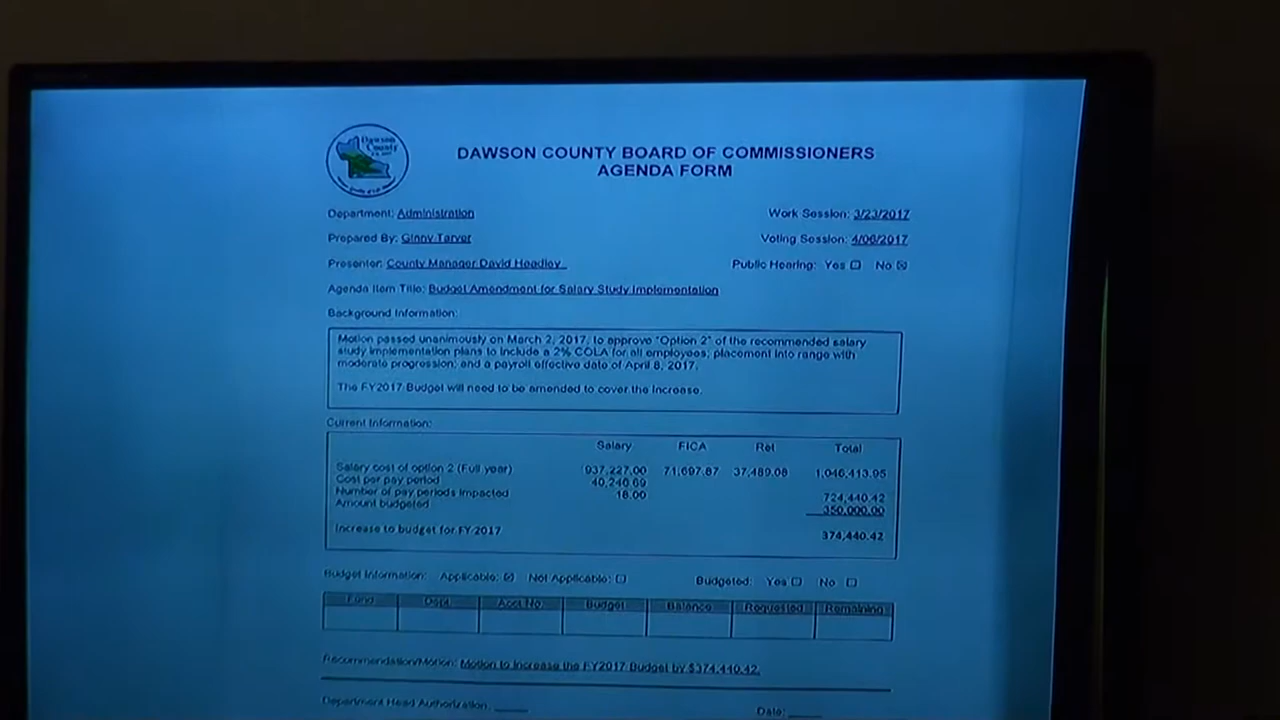 Dawson
County
DAWSON COUNTY BOARD OF COMMISSIONERS
AGENDA FORM
Department: Administration
Work Session: 3/23/2017
Prepared By: Ginny Tarver
Voting Session: 4/06/2017
Presenter: County Manager David Headley
Public Hearing: Yes ☐ No ☒
Agenda Item Title: Budget Amendment for Salary Study Implementation
Background Information:
Motion passed unanimously on March 2, 2017, to approve "Option 2" of the recommended salary
study implementation plans to include a 2% COLA for all employees; placement into range with
moderate progression; and a payroll effective date of April 8, 2017.
The FY2017 Budget will need to be amended to cover the increase.
Current Information:
Salary FICA Ret Total
Salary cost of option 2 (Full year) 937,227.00 71,697.87 37,489.08 1,046,413.95
Cost per pay period 40,246.69
Number of pay periods impacted 18.00 724,440.42
Amount budgeted 350,000.00
Increase to budget for FY 2017 374,440.42
Budget Information: Applicable: ☒ Not Applicable: ☐ Budgeted: Yes ☐ No ☐
Fund Dept. Acct No. Budget Balance Requested Remaining
Recommendation/Motion: Motion to increase the FY2017 Budget by $374,440.42.
Department Head Authorization:
Date: